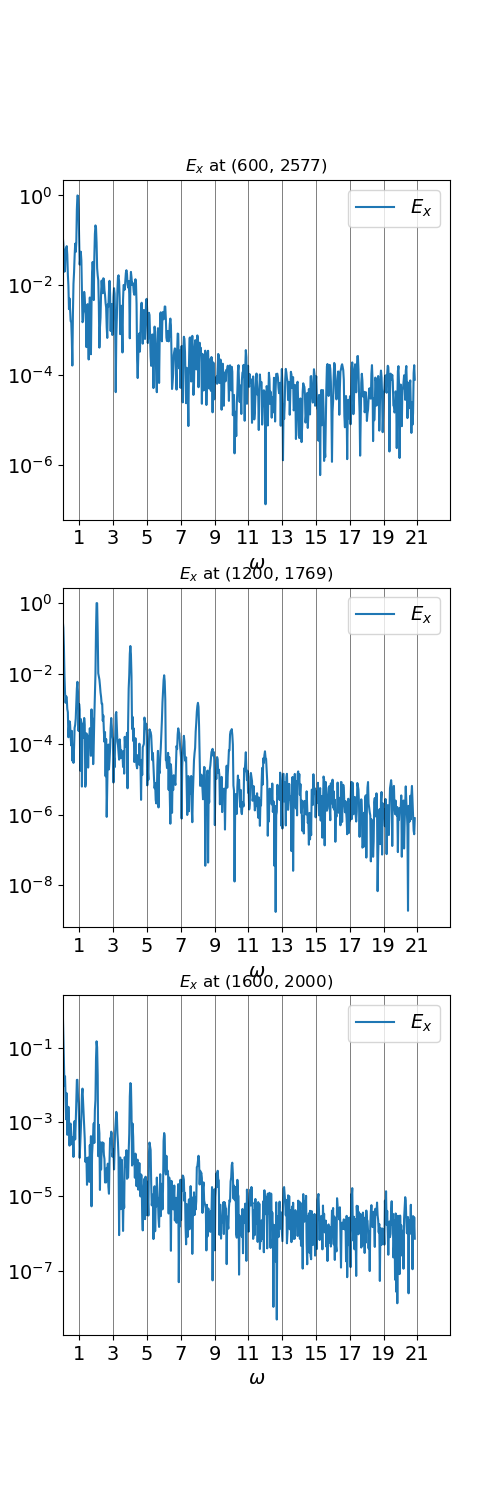 E_x at (600, 2577)
10^0
10^-2
10^-4
10^-6
E_x
1 3 5 7 9 11 13 15 17 19 21
ω
E_x at (1200, 1769)
10^0
10^-2
10^-4
10^-6
10^-8
E_x
1 3 5 7 9 11 13 15 17 19 21
ω
E_x at (1600, 2000)
10^-1
10^-3
10^-5
10^-7
E_x
1 3 5 7 9 11 13 15 17 19 21
ω